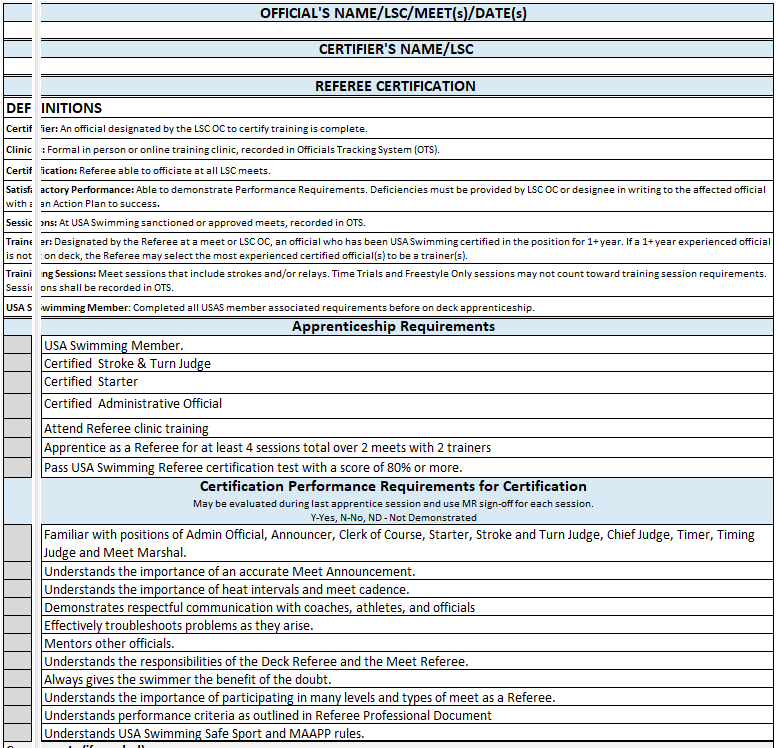 OFFICIAL'S NAME/LSC/MEET(s)/DATE(s)
CERTIFIER'S NAME/LSC
REFEREE CERTIFICATION
DEFINITIONS
Certifier: An official designated by the LSC OC to certify training is complete.
Clinic: Formal in person or online training clinic, recorded in Officials Tracking System (OTS).
Certification: Referee able to officiate at all LSC meets.
Satisfactory Performance: Able to demonstrate Performance Requirements. Deficiencies must be provided by LSC OC or designee in writing to the affected official
with an Action Plan to success.
Sessions: At USA Swimming sanctioned or approved meets, recorded in OTS.
Trainer: Designated by the Referee at a meet or LSC OC, an official who has been USA Swimming certified in the position for 1+ year. If a 1+ year experienced official
is not on deck, the Referee may select the most experienced certified official(s) to be a trainer(s).
Training Sessions: Meet sessions that include strokes and/or relays. Time Trials and Freestyle Only sessions may not count toward training session requirements.
Sessions shall be recorded in OTS.
USA Swimming Member: Completed all USAS member associated requirements before on deck apprenticeship.
Apprenticeship Requirements
USA Swimming Member.
Certified Stroke & Turn Judge
Certified Starter
Certified Administrative Official
Attend Referee clinic training
Apprentice as a Referee for at least 4 sessions total over 2 meets with 2 trainers
Pass USA Swimming Referee certification test with a score of 80% or more.
Certification Performance Requirements for Certification
May be evaluated during last apprentice session and use MR sign-off for each session.
Y-Yes, N-No, ND - Not Demonstrated
Familiar with positions of Admin Official, Announcer, Clerk of Course, Starter, Stroke and Turn Judge, Chief Judge, Timer, Timing
Judge and Meet Marshal.
Understands the importance of an accurate Meet Announcement.
Understands the importance of heat intervals and meet cadence.
Demonstrates respectful communication with coaches, athletes, and officials
Effectively troubleshoots problems as they arise.
Mentors other officials.
Understands the responsibilities of the Deck Referee and the Meet Referee.
Always gives the swimmer the benefit of the doubt.
Understands the importance of participating in many levels and types of meet as a Referee.
Understands performance criteria as outlined in Referee Professional Document
Understands USA Swimming Safe Sport and MAAPP rules.